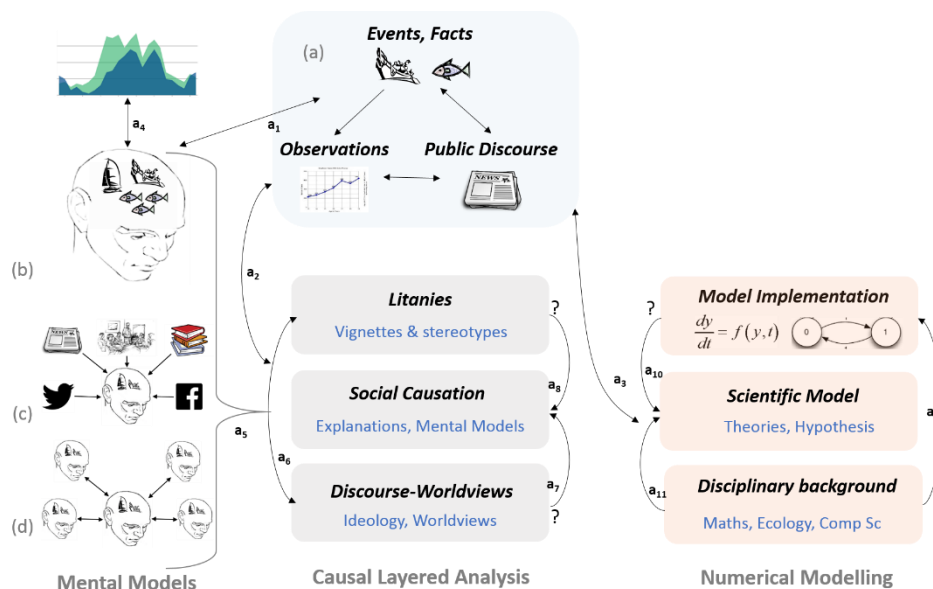 (a)
Events, Facts
a4
a1
Observations
Public Discourse
NEWS
(b)
a2
Litanies
Vignettes & stereotypes
?
Model Implementation
?
dy/dt = f(y,t)
0
1
NEWS
(c)
a8
a3
a10
a5
Social Causation
Explanations, Mental Models
Scientific Model
Theories, Hypothesis
a
a6
a7
a11
(d)
Discourse-Worldviews
Ideology, Worldviews
?
Disciplinary background
Maths, Ecology, Comp Sc
Mental Models
Causal Layered Analysis
Numerical Modelling